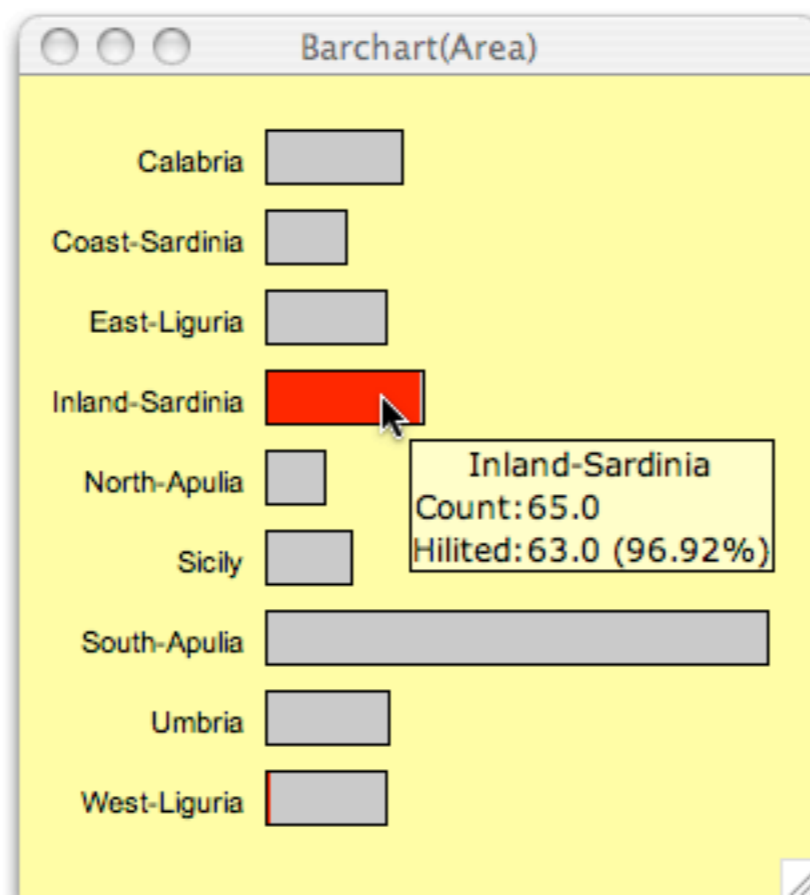 Barchart(Area)
Calabria
Coast-Sardinia
East-Liguria
Inland-Sardinia
North-Apulia
Inland-Sardinia
Count:65.0
Hilited:63.0 (96.92%)
Sicily
South-Apulia
Umbria
West-Liguria